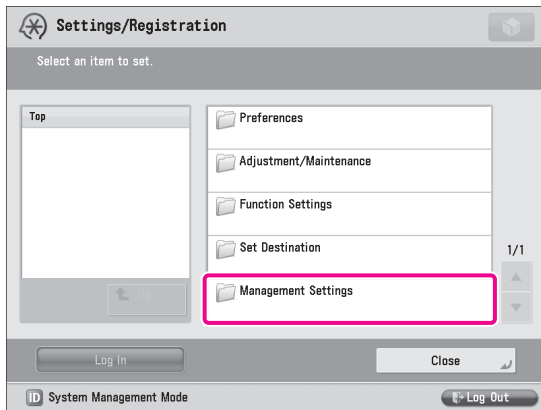 Settings/Registration
Select an item to set.
Top
Preferences
Adjustment/Maintenance
Function Settings
Set Destination
1/1
Management Settings
Up
Log In
Close
ID System Management Mode
Log Out